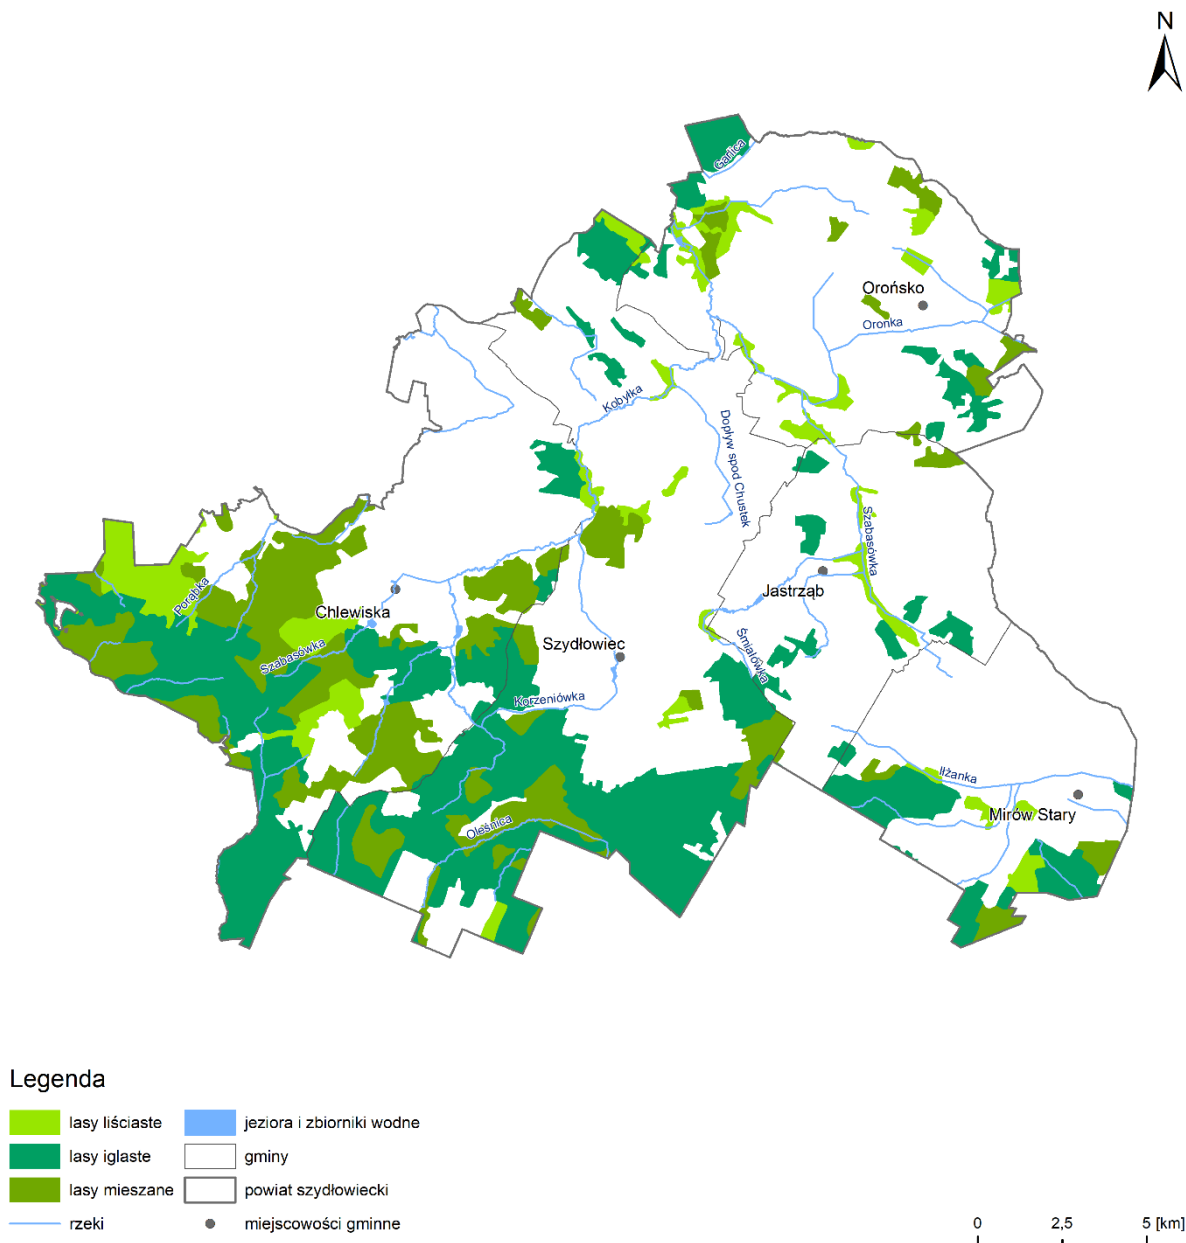 N
Garlica
Orońsko
Oronka
Kobyłka
Dopływ spod Chustek
Szabasówka
Porąbka
Chlewiska
Jastrząb
Szabasówka
Szydłowiec
Śmiałówka
Korzeniówka
Iłżanka
Mirów Stary
Oleśnica
Legenda
lasy liściaste
jeziora i zbiorniki wodne
lasy iglaste
gminy
lasy mieszane
powiat szydłowiecki
rzeki
miejscowości gminne
0 2,5 5 [km]